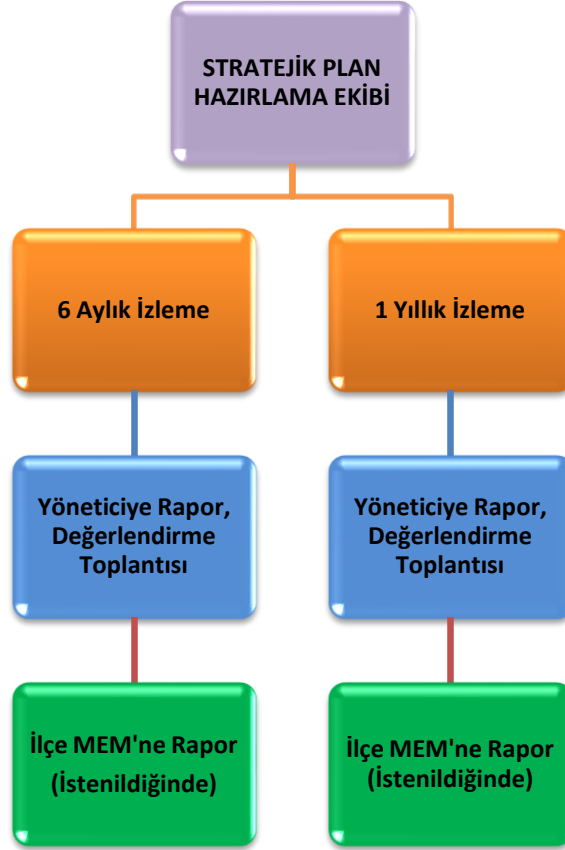 STRATEJİK PLAN
HAZIRLAMA EKİBİ
6 Aylık İzleme
1 Yıllık İzleme
Yöneticiye Rapor,
Değerlendirme
Toplantısı
Yöneticiye Rapor,
Değerlendirme
Toplantısı
İlçe MEM'ne Rapor
(İstenildiğinde)
İlçe MEM'ne Rapor
(İstenildiğinde)